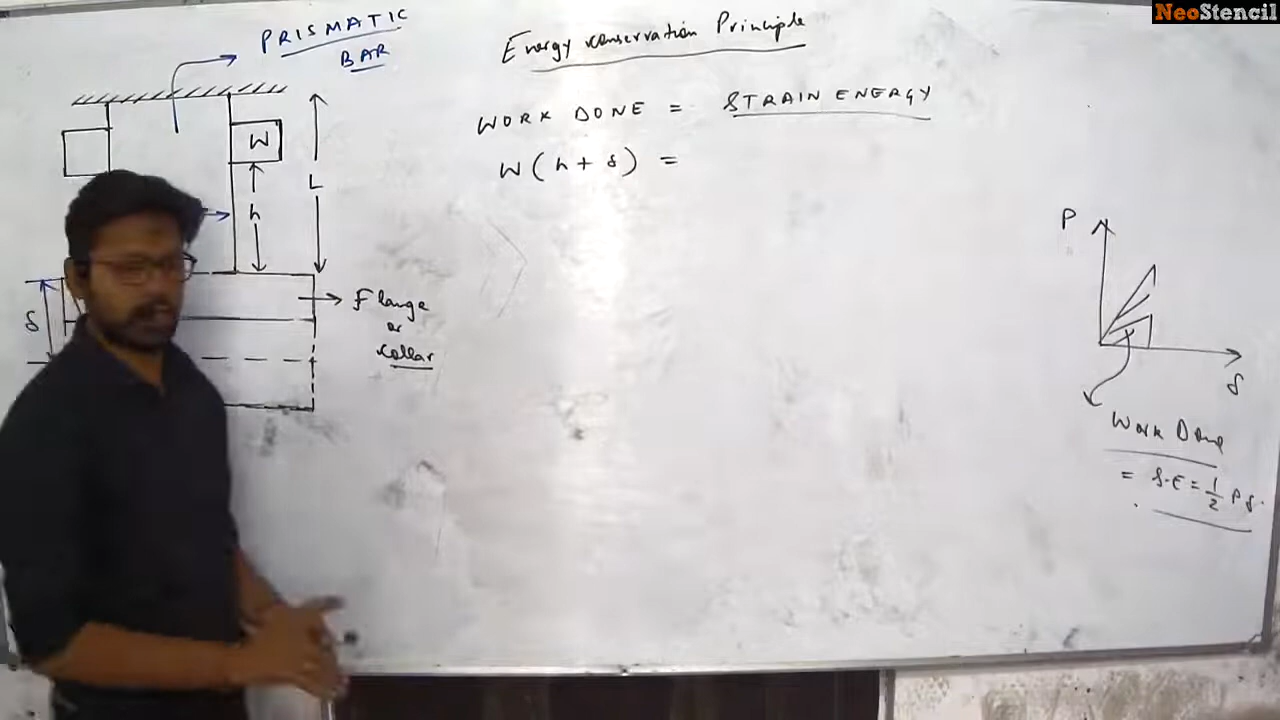 NeoStencil
PRISMATIC
BAR
Energy conservation Principle
WORK DONE = STRAIN ENERGY
W ( h + δ ) =
W
h
L
δ
Flange
or
collar
P
δ
Work Done
= S.E = 1/2 P δ.